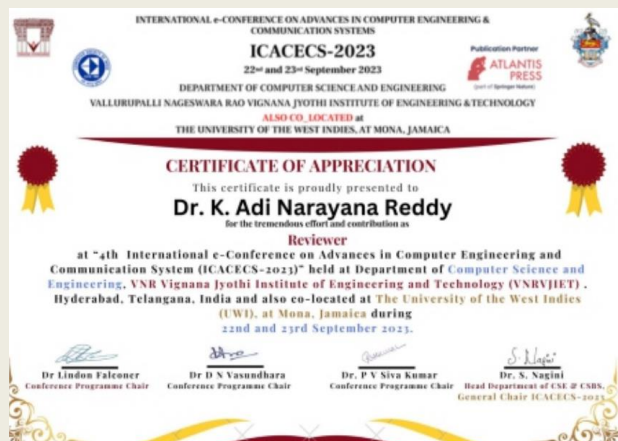 INTERNATIONAL e-CONFERENCE ON ADVANCES IN COMPUTER ENGINEERING &
COMMUNICATION SYSTEMS
ICACECS-2023
22nd and 23rd September 2023
Publication Partner
ATLANTIS
PRESS
(part of Springer Nature)
DEPARTMENT OF COMPUTER SCIENCE AND ENGINEERING
VALLURUPALLI NAGESWARA RAO VIGNANA JYOTHI INSTITUTE OF ENGINEERING &TECHNOLOGY
ALSO CO_LOCATED at
THE UNIVERSITY OF THE WEST INDIES, AT MONA, JAMAICA
CERTIFICATE OF APPRECIATION
This certificate is proudly presented to
Dr. K. Adi Narayana Reddy
for the tremendous effort and contribution as
Reviewer
at "4th International e-Conference on Advances in Computer Engineering and
Communication System (ICACECS-2023)" held at Department of Computer Science and
Engineering, VNR Vignana Jyothi Institute of Engineering and Technology (VNRVJIET) .
Hyderabad, Telangana, India and also co-located at The University of the West Indies
(UWI), at Mona, Jamaica during
22nd and 23rd September 2023.
S. Nagini
Dr Lindon Falconer
Conference Programme Chair
Dr D N Vasundhara
Conference Programme Chair
Dr. P V Siva Kumar
Conference Programme Chair
Dr. S. Nagini
Head Department of CSE & CSBS,
General Chair ICACECS-2023